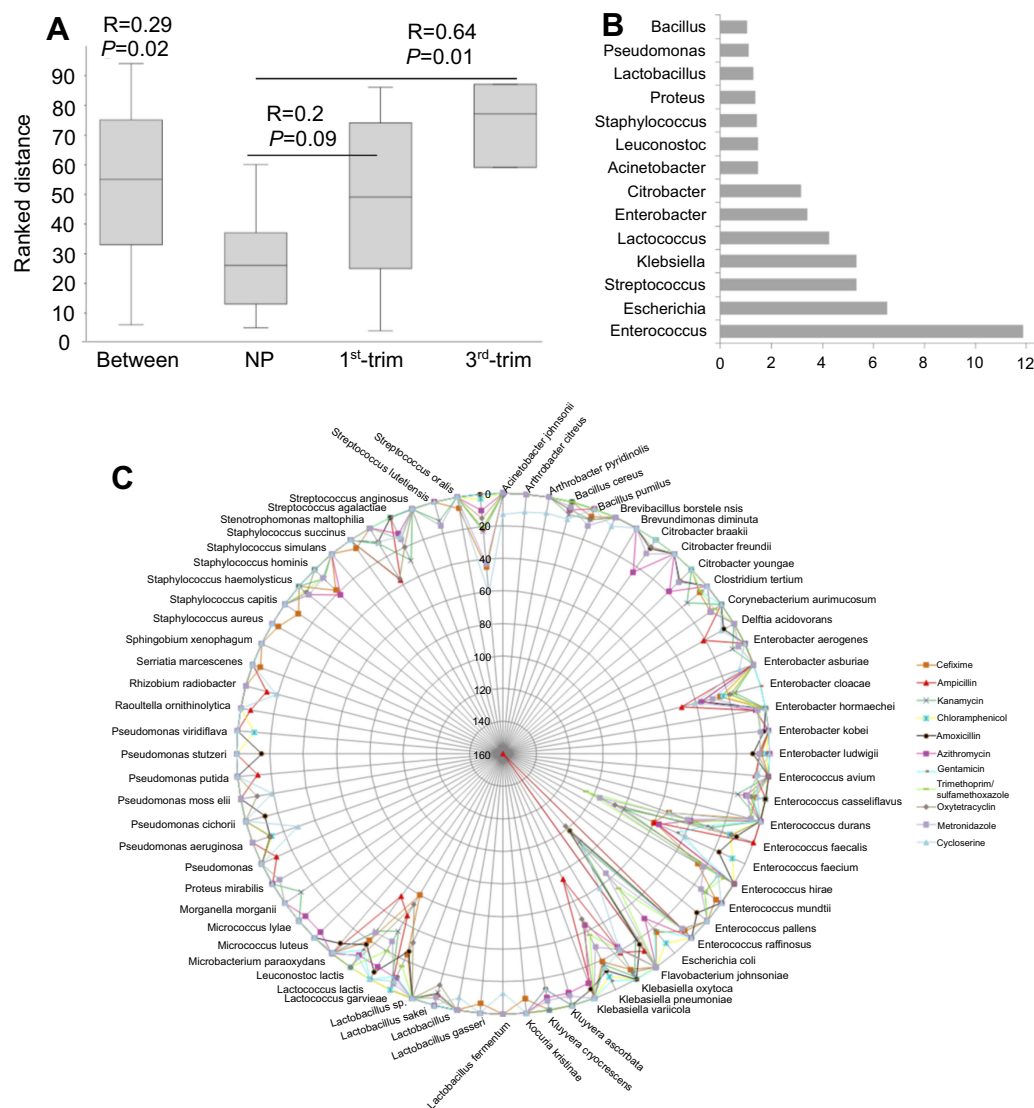 A
R=0.29
P=0.02
R=0.64
P=0.01
R=0.2
P=0.09
Ranked distance
90
80
70
60
50
40
30
20
10
0
Between
NP
1st-trim
3rd-trim
B
Bacillus
Pseudomonas
Lactobacillus
Proteus
Staphylococcus
Leuconostoc
Acinetobacter
Citrobacter
Enterobacter
Lactococcus
Klebsiella
Streptococcus
Escherichia
Enterococcus
0
2
4
6
8
10
12
C
Acinetobacter johnsonii
Arthrobacter citreus
Arthrobacter pyridinolis
Bacillus cereus
Bacillus pumilus
Brevibacillus borstele nsis
Brevundimonas diminuta
Citrobacter braakii
Citrobacter freundii
Citrobacter youngae
Clostridium tertium
Corynebacterium aurimucosum
Delftia acidovorans
Enterobacter aerogenes
Enterobacter asburiae
Enterobacter cloacae
Enterobacter hormaechei
Enterobacter kobei
Enterobacter ludwigii
Enterococcus avium
Enterococcus casseliflavus
Enterococcus durans
Enterococcus faecalis
Enterococcus faecium
Enterococcus hirae
Enterococcus mundtii
Enterococcus pallens
Enterococcus raffinosus
Escherichia coli
Flavobacterium johnsoniae
Klebasiella oxytoca
Klebasiella pneumoniae
Klebasiella variicola
Kluyvera ascorbata
Kluyvera cryocrescens
Kocuria kristinae
Lactobacillus fermentum
Lactobacillus gasseri
Lactobacillus
Lactobacillus sakei
Lactobacillus sp.
Lactococcus garvieae
Lactococcus lactis
Leuconostoc lactis
Microbacterium paraoxydans
Micrococcus luteus
Micrococcus lylae
Morganella morganii
Proteus mirabilis
Pseudomonas
Pseudomonas aeruginosa
Pseudomonas cichorii
Pseudomonas moss elii
Pseudomonas putida
Pseudomonas stutzeri
Pseudomonas viridiflava
Raoultella ornithinolytica
Rhizobium radiobacter
Serriatia marcescenes
Sphingobium xenophagum
Staphylococcus aureus
Staphylococcus capitis
Staphylococcus haemolysticus
Staphylococcus hominis
Staphylococcus simulans
Staphylococcus succinus
Stenotrophomonas maltophilia
Streptococcus agalactiae
Streptococcus anginosus
Streptococcus lutetiensis
Streptococcus oralis
0
20
40
60
80
100
120
140
160
Cefixime
Ampicillin
Kanamycin
Chloramphenicol
Amoxicillin
Azithromycin
Gentamicin
Trimethoprim/
sulfamethoxazole
Oxytetracyclin
Metronidazole
Cycloserine